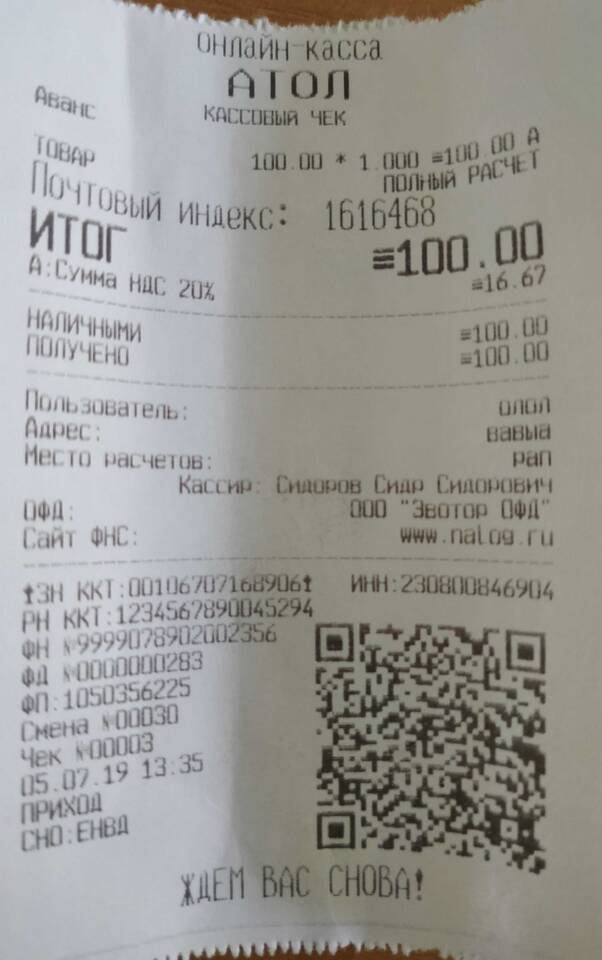 ОНЛАЙН-КАССА
АТОЛ
Аванс
КАССОВЫЙ ЧЕК
ТОВАР
100.00 * 1.000 ≡100.00 А
ПОЛНЫЙ РАСЧЕТ
Почтовый индекс: 1616468
ИТОГ ≡100.00
А:Сумма НДС 20% ≡16.67
НАЛИЧНЫМИ ≡100.00
ПОЛУЧЕНО ≡100.00
Пользователь: олол
Адрес: вавыа
Место расчетов: рап
Кассир: Сидоров Сидр Сидорович
ОФД: ООО "Эвотор ОФД"
Сайт ФНС: www.nalog.ru
ЗН ККТ:00106707168906 ИНН:230800846904
РН ККТ:1234567890045294
ФН №9999078902002356
ФД №0000000283
ФП:1050356225
Смена №00030
Чек №00003
05.07.19 13:35
ПРИХОД
СНО:ЕНВД
ЖДЕМ ВАС СНОВА!